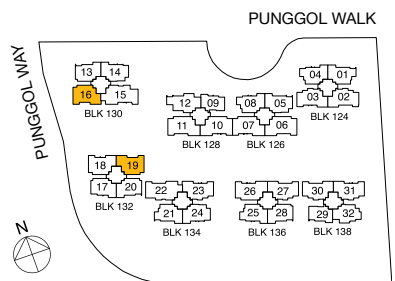 PUNGGOL WALK
PUNGGOL WAY
13 14
16 15
BLK 130
04 01
03 02
BLK 124
12 09
11 10
BLK 128
08 05
07 06
BLK 126
18 19
17 20
BLK 132
22 23
21 24
BLK 134
26 27
25 28
BLK 136
30 31
29 32
BLK 138
N